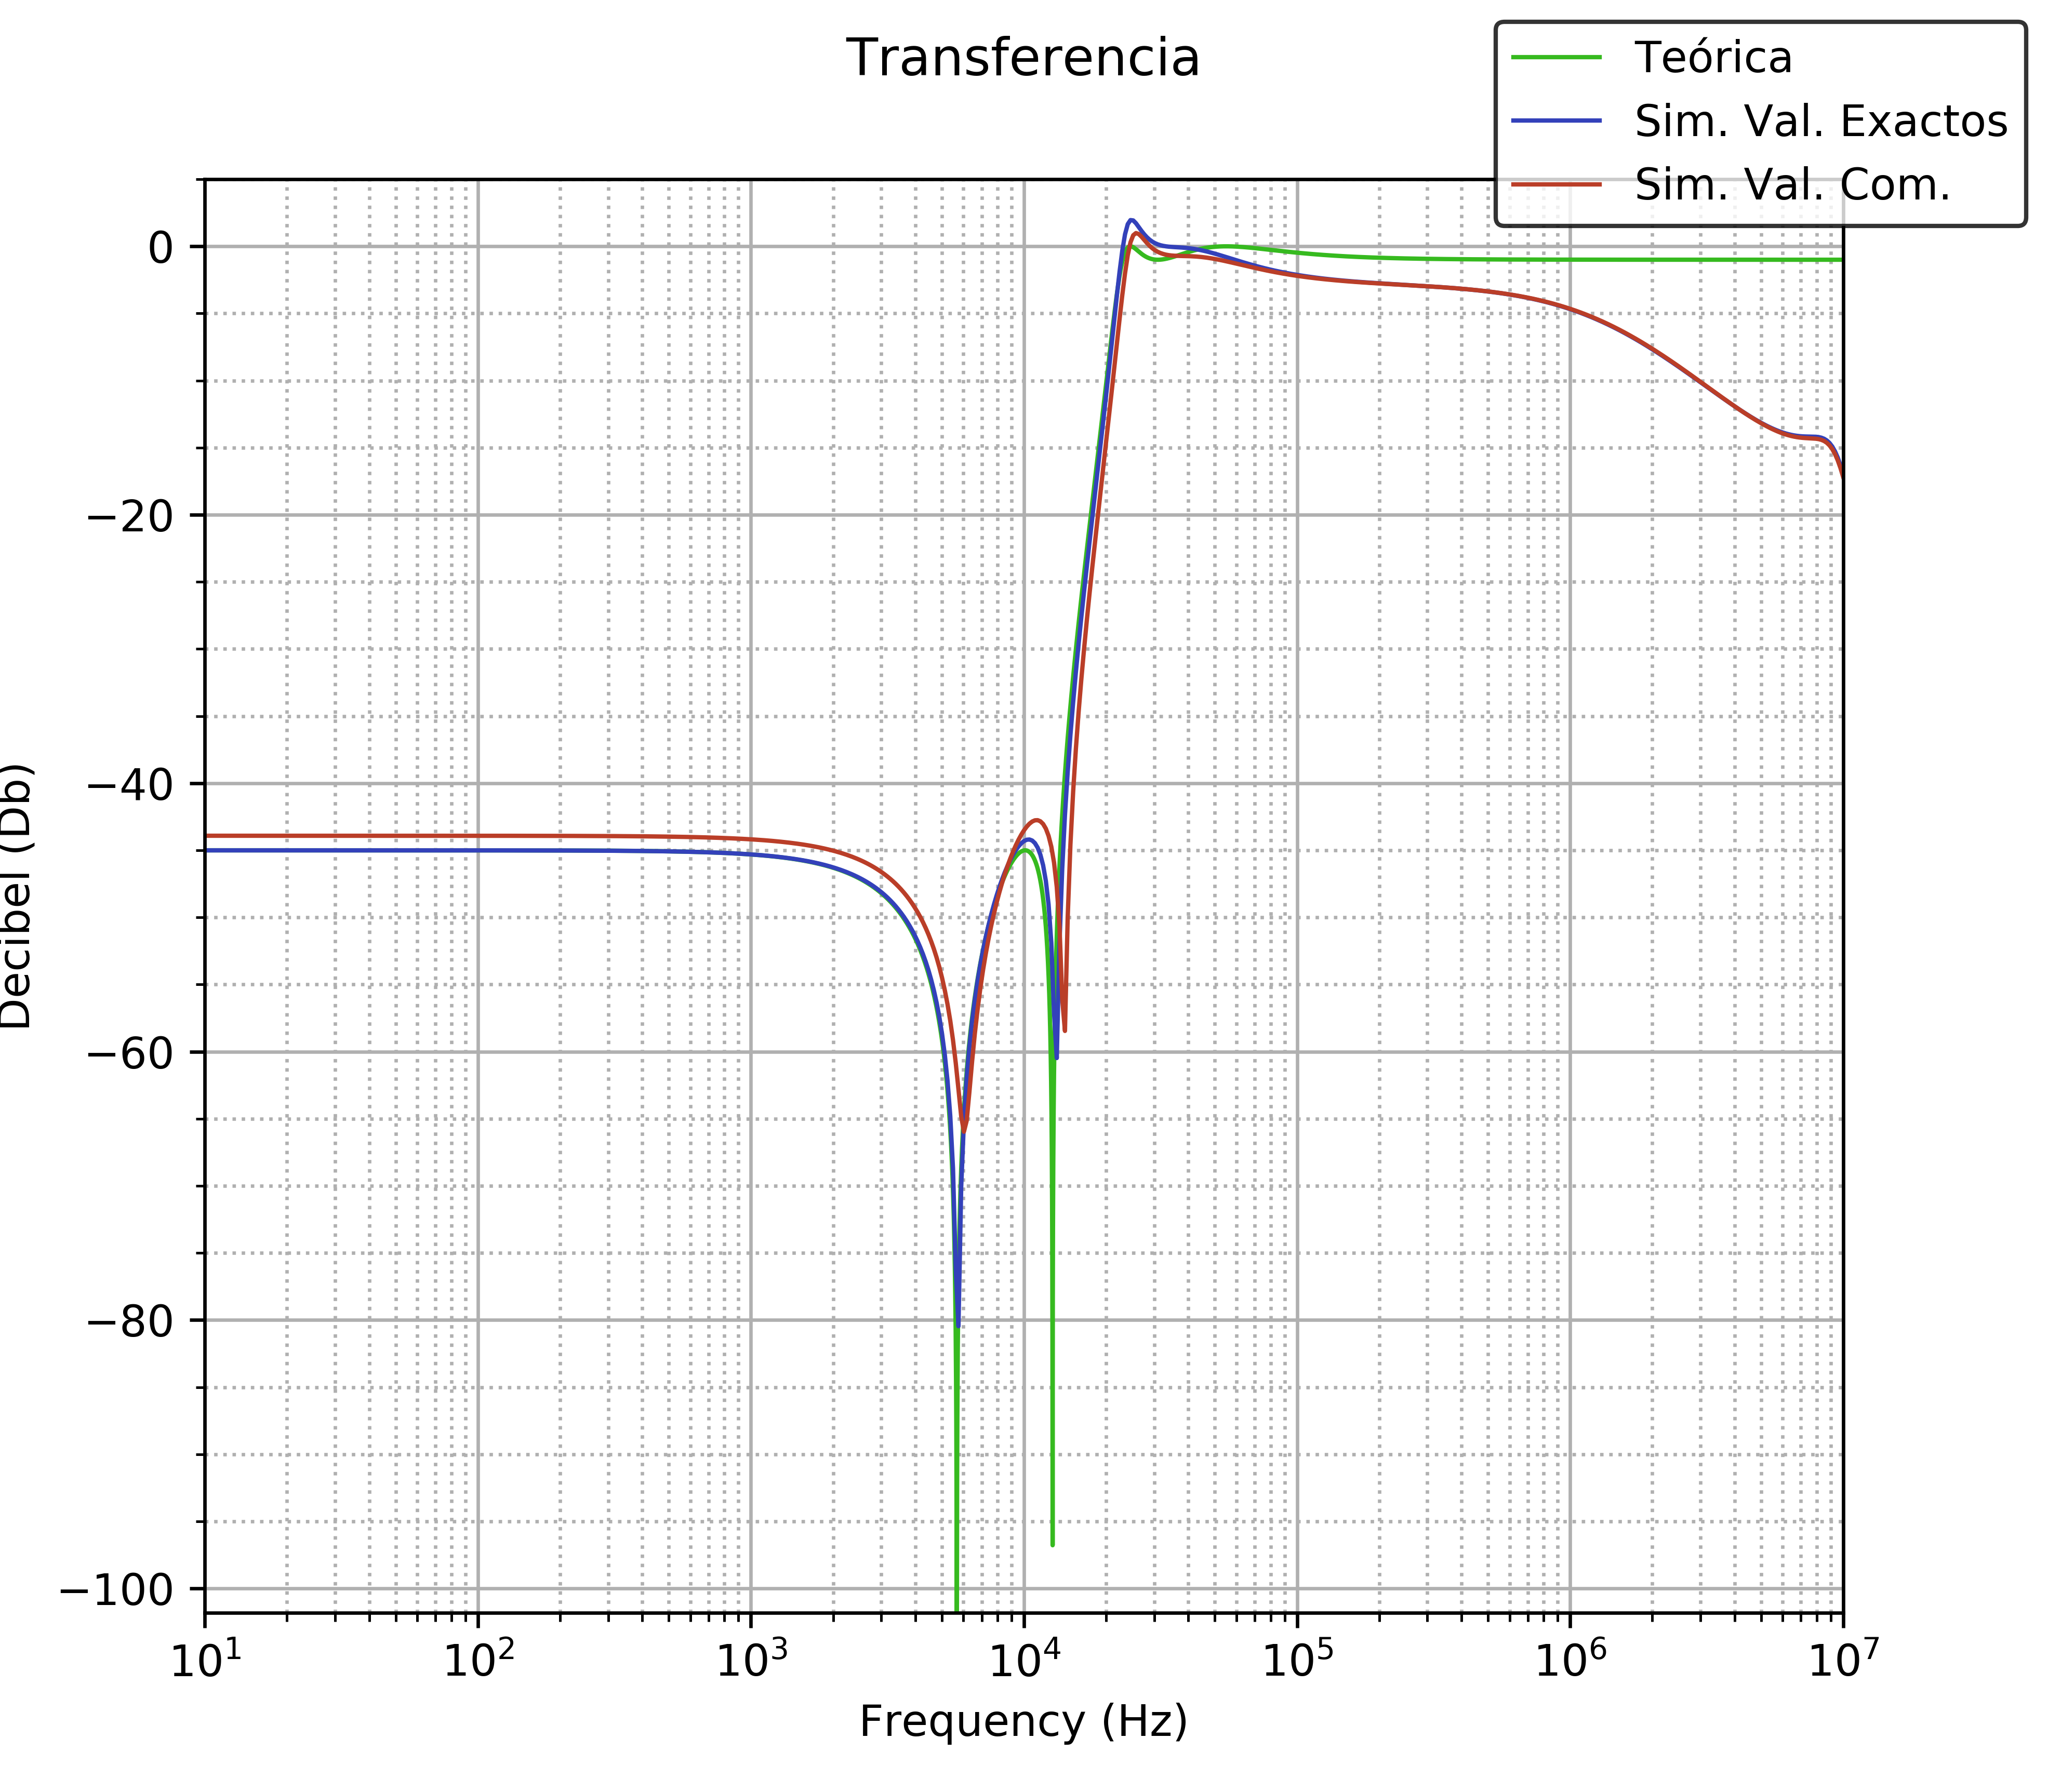 Transferencia
Teórica
Sim. Val. Exactos
Sim. Val. Com.
0
−20
−40
−60
−80
−100
Decibel (Db)
10¹ 10² 10³ 10⁴ 10⁵ 10⁶ 10⁷
Frequency (Hz)